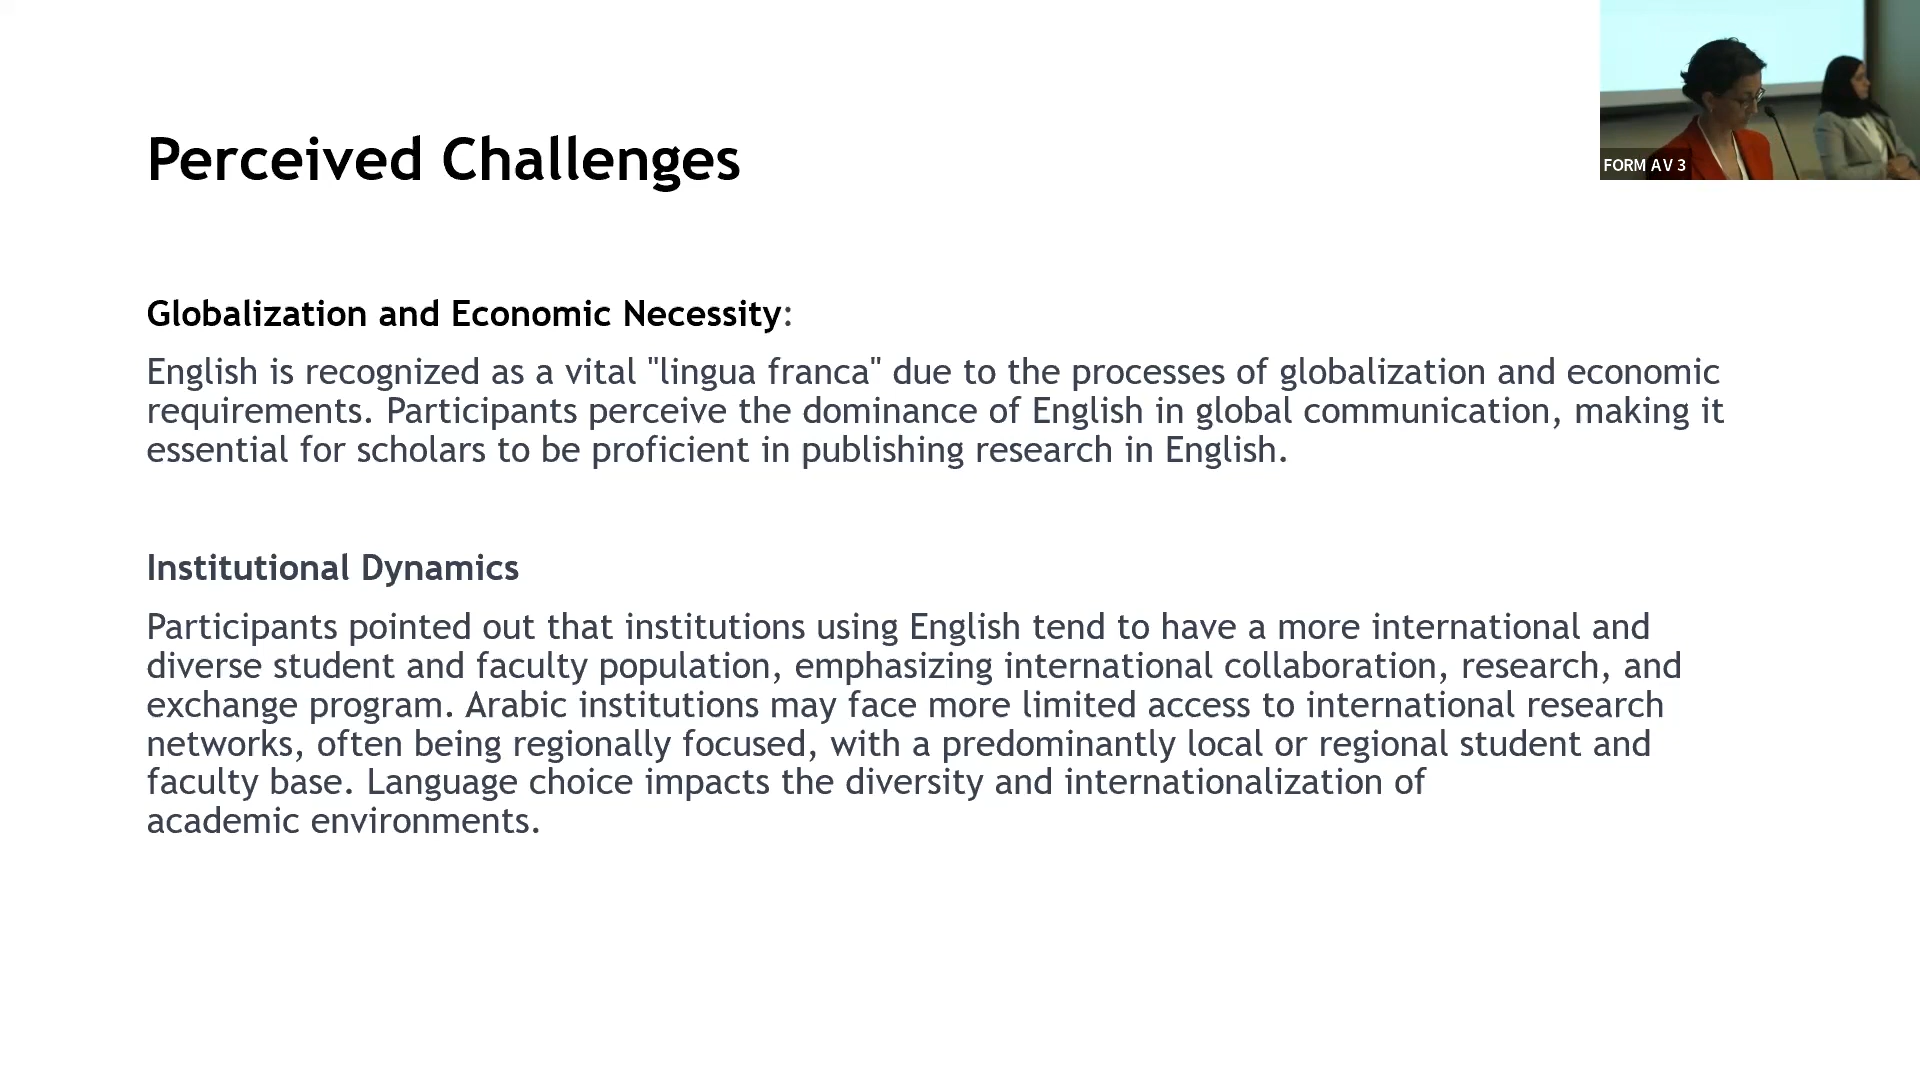 Perceived Challenges
FORM AV 3
Globalization and Economic Necessity:
English is recognized as a vital "lingua franca" due to the processes of globalization and economic
requirements. Participants perceive the dominance of English in global communication, making it
essential for scholars to be proficient in publishing research in English.
Institutional Dynamics
Participants pointed out that institutions using English tend to have a more international and
diverse student and faculty population, emphasizing international collaboration, research, and
exchange program. Arabic institutions may face more limited access to international research
networks, often being regionally focused, with a predominantly local or regional student and
faculty base. Language choice impacts the diversity and internationalization of
academic environments.